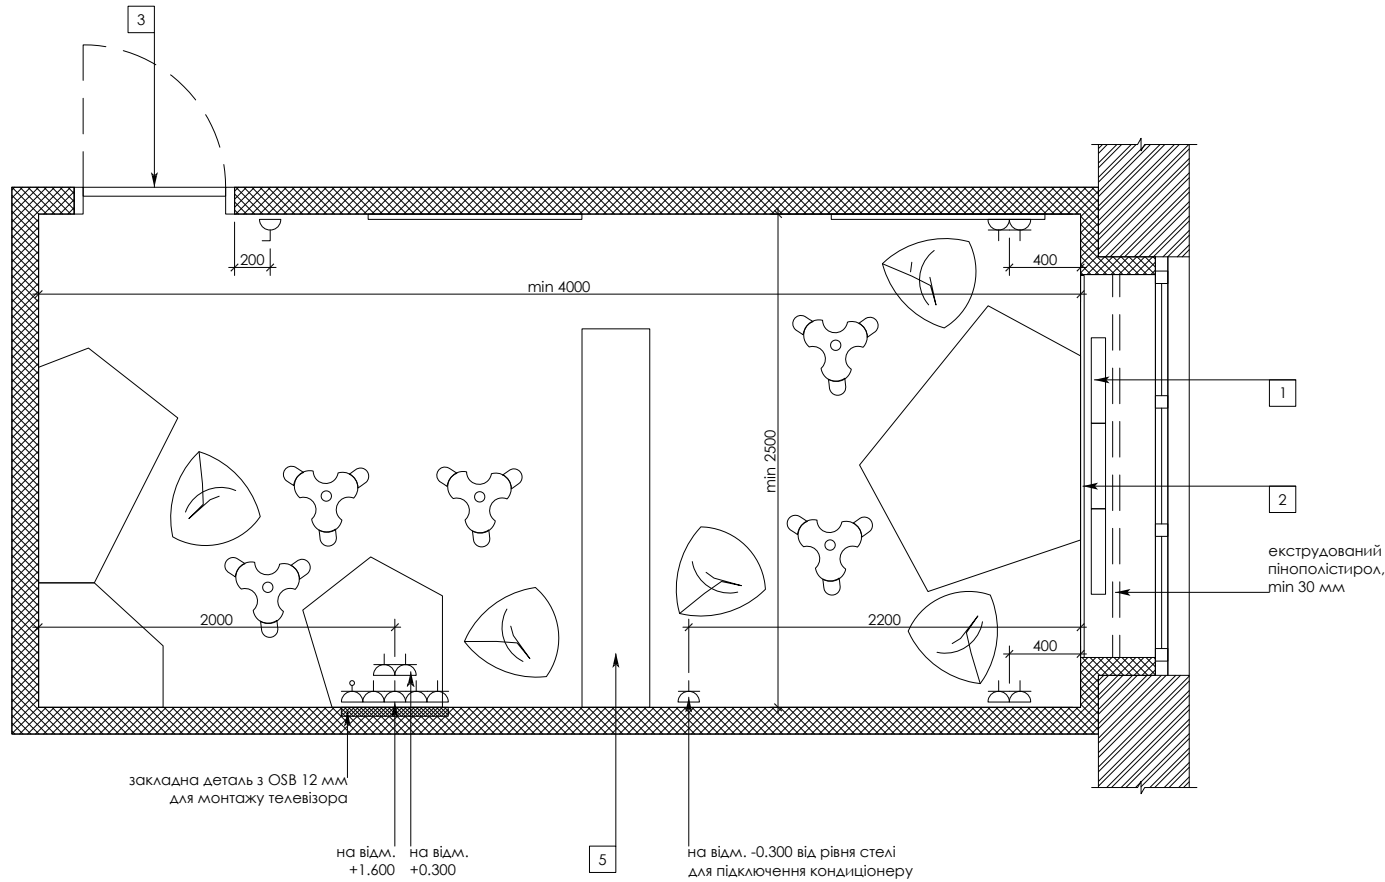 3
200
400
min 4000
1
min 2500
2
екструдований
пінополістирол,
min 30 мм
2000
2200
400
закладна деталь з OSB 12 мм
для монтажу телевізора
на відм.
+1.600
на відм.
+0.300
5
на відм. -0.300 від рівня стелі
для підключення кондиціонеру